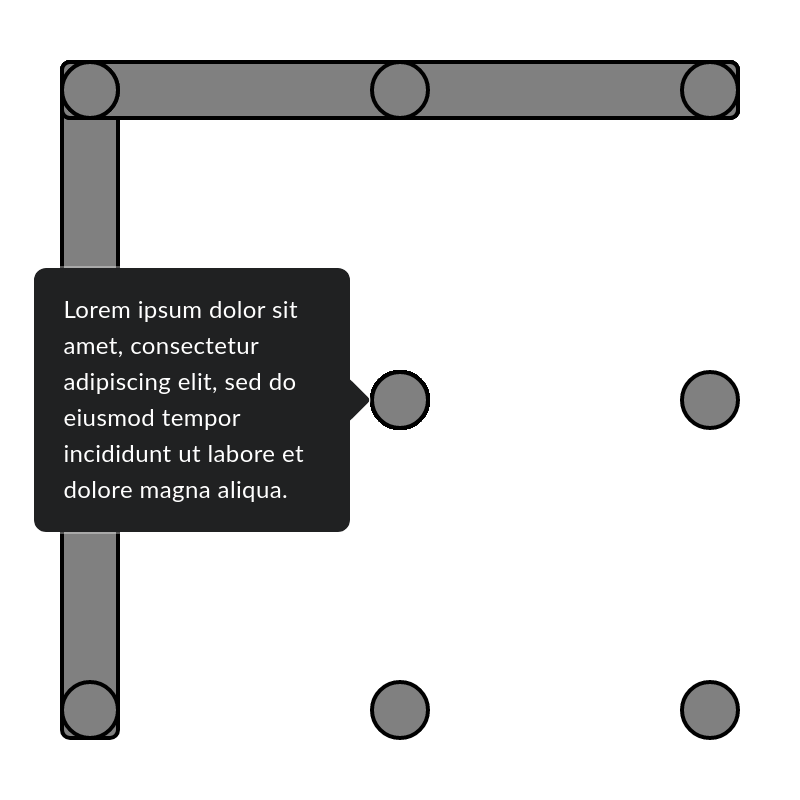 Lorem ipsum dolor sit
amet, consectetur
adipiscing elit, sed do
eiusmod tempor
incididunt ut labore et
dolore magna aliqua.